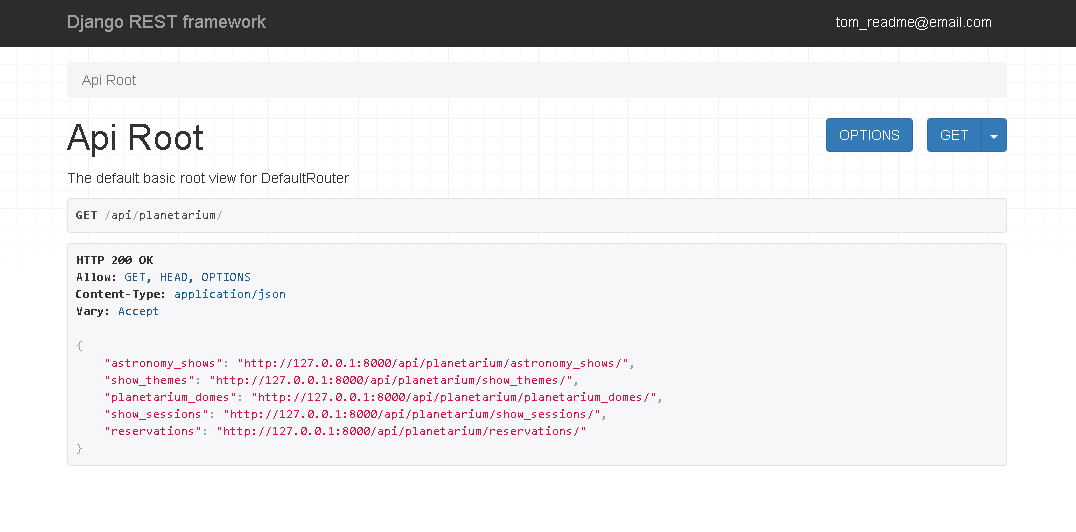 Django REST framework
tom_readme@email.com
Api Root
Api Root
OPTIONS
GET
The default basic root view for DefaultRouter
GET /api/planetarium/
HTTP 200 OK
Allow: GET, HEAD, OPTIONS
Content-Type: application/json
Vary: Accept
{
    "astronomy_shows": "http://127.0.0.1:8000/api/planetarium/astronomy_shows/",
    "show_themes": "http://127.0.0.1:8000/api/planetarium/show_themes/",
    "planetarium_domes": "http://127.0.0.1:8000/api/planetarium/planetarium_domes/",
    "show_sessions": "http://127.0.0.1:8000/api/planetarium/show_sessions/",
    "reservations": "http://127.0.0.1:8000/api/planetarium/reservations/"
}